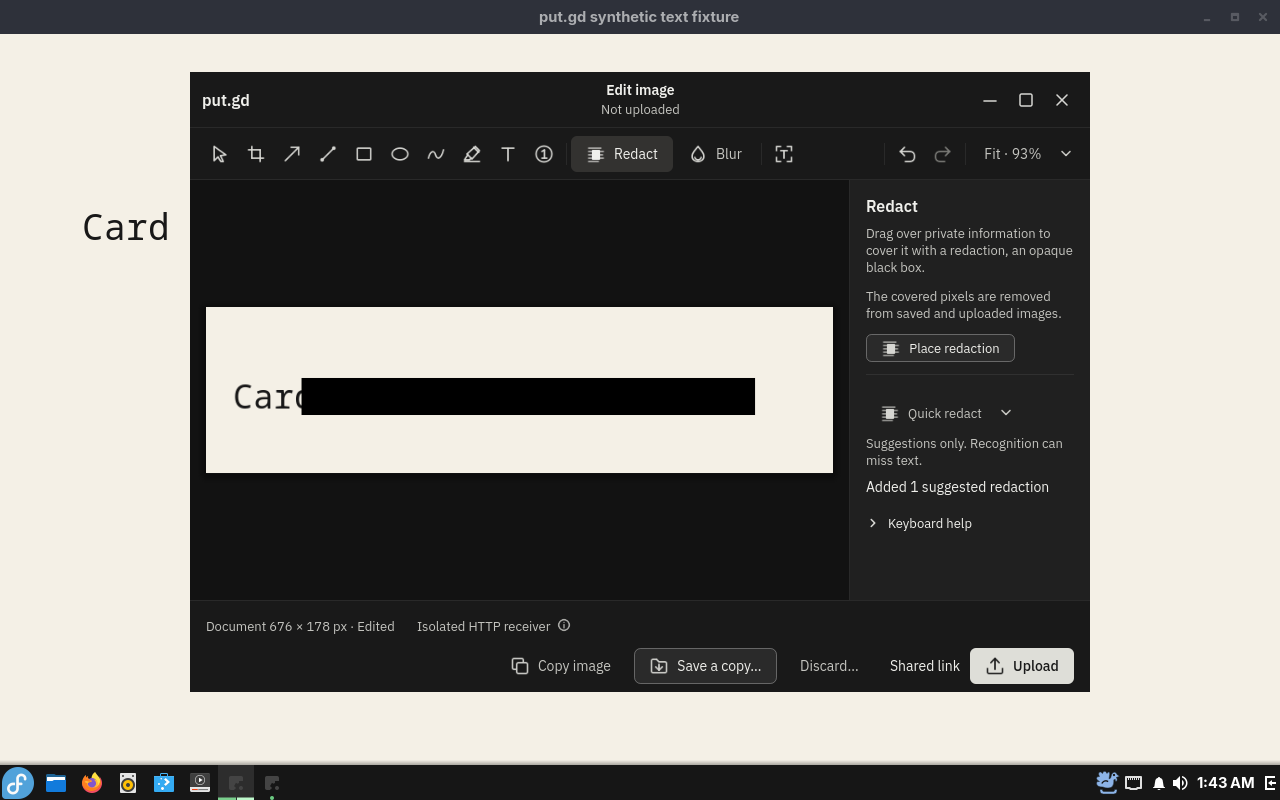 put.gd synthetic text fixture
put.gd
Edit image
Not uploaded
1
Redact
Blur
T
Fit · 93%
Card
Redact
Drag over private information to
cover it with a redaction, an opaque
black box.
The covered pixels are removed
from saved and uploaded images.
Place redaction
Card
Quick redact
Suggestions only. Recognition can
miss text.
Added 1 suggested redaction
Keyboard help
Document 676 × 178 px · Edited
Isolated HTTP receiver
Copy image
Save a copy...
Discard...
Shared link
Upload
1:43 AM